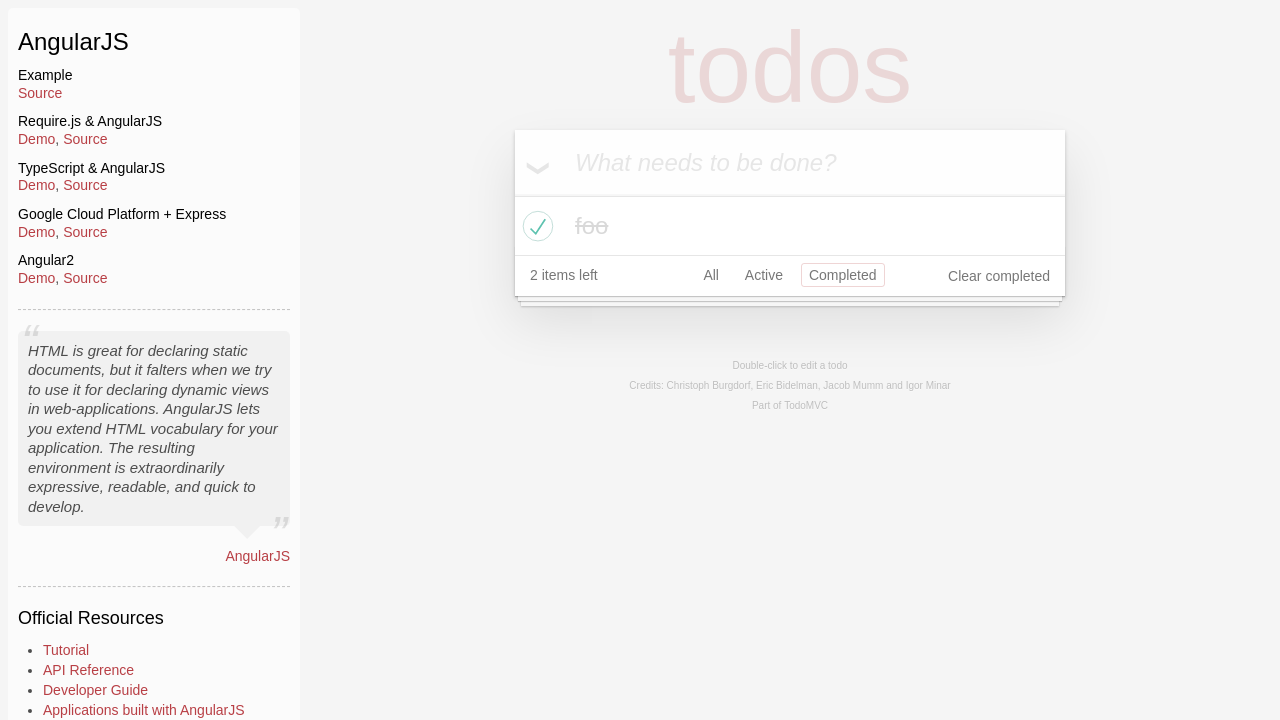 AngularJS
Example
Source
Require.js & AngularJS
Demo, Source
TypeScript & AngularJS
Demo, Source
Google Cloud Platform + Express
Demo, Source
Angular2
Demo, Source
“
HTML is great for declaring static
documents, but it falters when we try
to use it for declaring dynamic views
in web-applications. AngularJS lets
you extend HTML vocabulary for your
application. The resulting
environment is extraordinarily
expressive, readable, and quick to
develop.
”
AngularJS
Official Resources
Tutorial
API Reference
Developer Guide
Applications built with AngularJS
todos
What needs to be done?
foo
2 items left
All
Active
Completed
Clear completed
Double-click to edit a todo
Credits: Christoph Burgdorf, Eric Bidelman, Jacob Mumm and Igor Minar
Part of TodoMVC